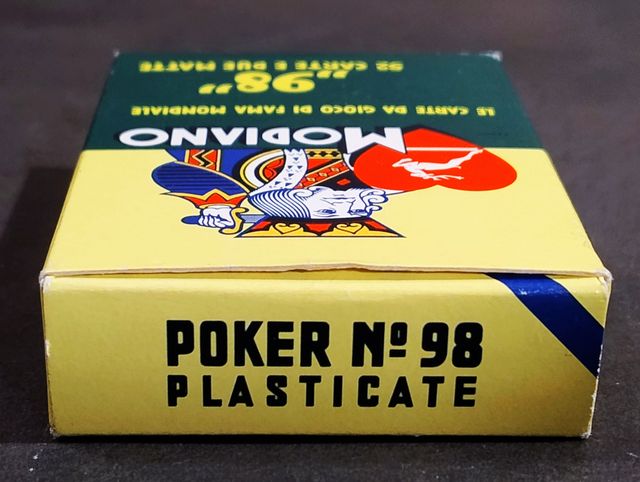 52 CARTE E DUE MATTE
"98"
LE CARTE DA GIOCO DI FAMA MONDIALE
MODIANO
POKER Nº 98
PLASTICATE